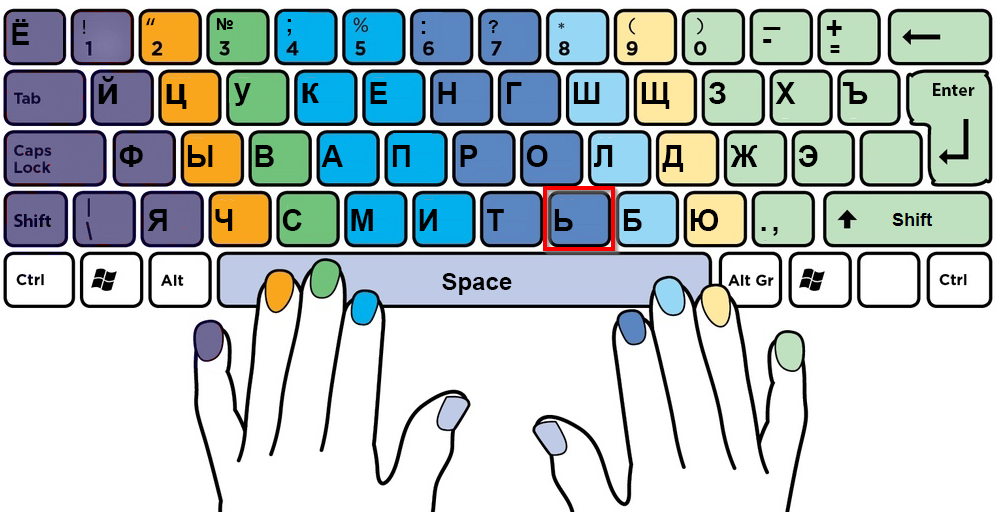 Ё ! 1 “ 2 № 3 ; 4 % 5 : 6 ? 7 * 8 ( 9 ) 0 — - + =
Tab Й Ц У К Е Н Г Ш Щ З Х Ъ Enter
Caps Lock Ф Ы В А П Р О Л Д Ж Э
Shift | \ Я Ч С М И Т Ь Б Ю . , Shift
Ctrl Alt Space Alt Gr Ctrl